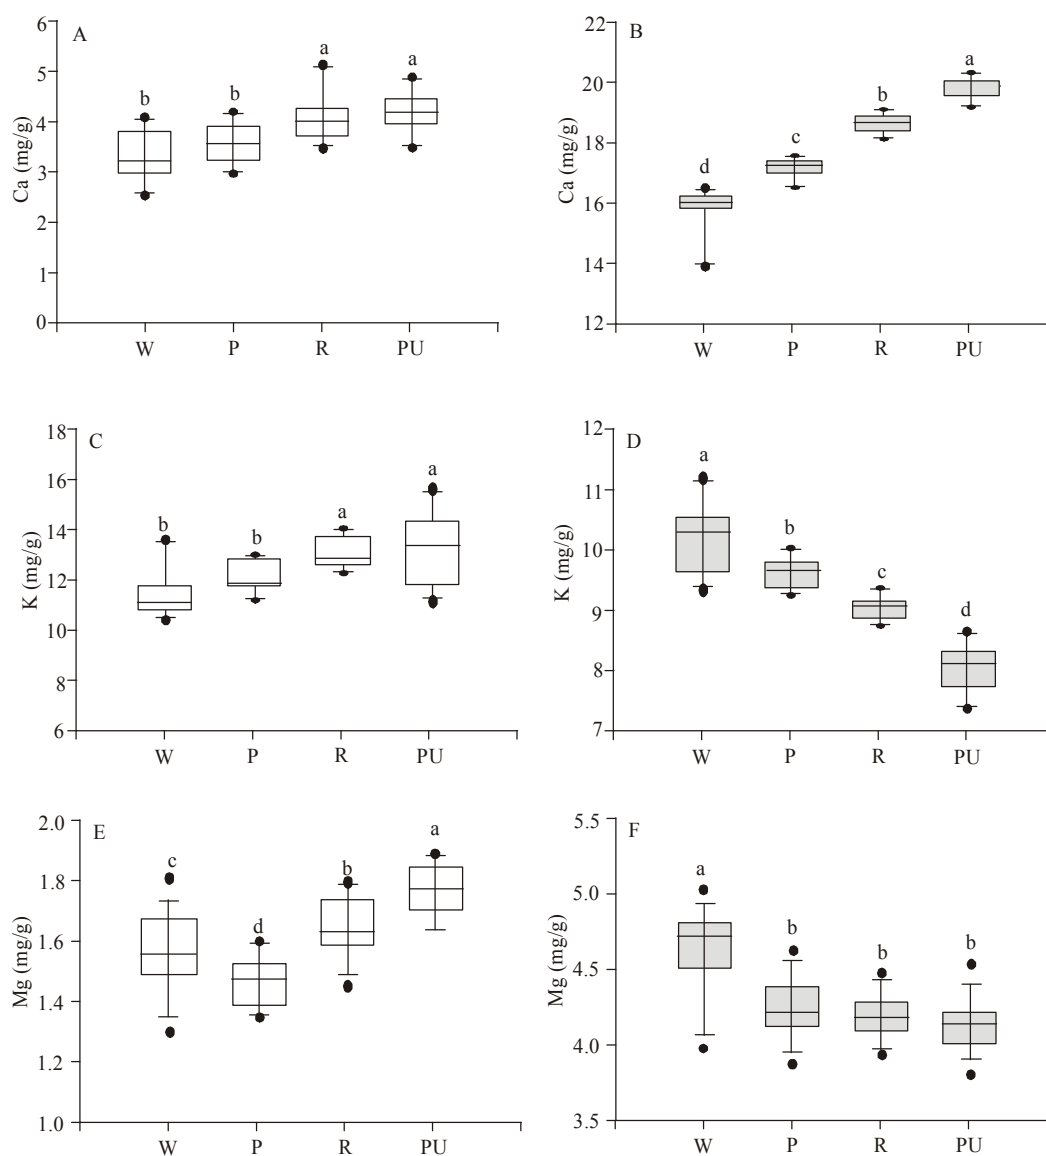 A
Ca (mg/g)
6
5
4
3
2
1
0
b
b
a
a
W
P
R
PU
B
Ca (mg/g)
22
20
18
16
14
12
d
c
b
a
W
P
R
PU
C
K (mg/g)
18
16
14
12
10
8
6
b
b
a
a
W
P
R
PU
D
K (mg/g)
12
11
10
9
8
7
a
b
c
d
W
P
R
PU
E
Mg (mg/g)
2.0
1.8
1.6
1.4
1.2
1.0
c
d
b
a
W
P
R
PU
F
Mg (mg/g)
5.5
5.0
4.5
4.0
3.5
a
b
b
b
W
P
R
PU